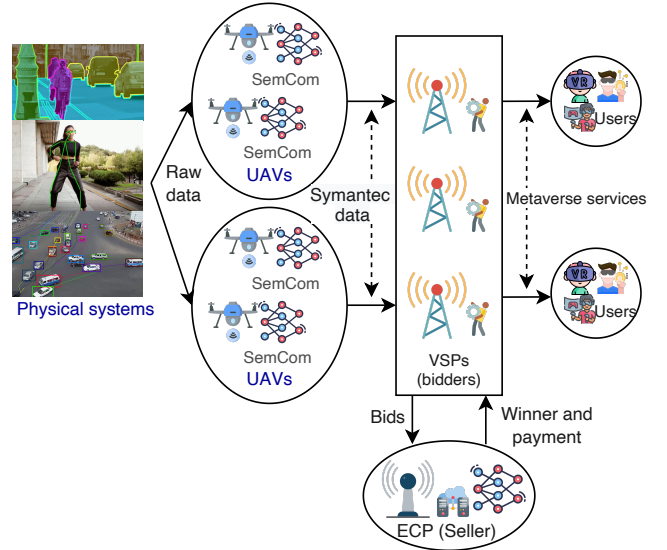 SemCom
SemCom
UAVs
Raw
data
Physical systems
SemCom
SemCom
UAVs
Symantec
data
VSPs
(bidders)
VR
Users
Metaverse services
VR
Users
Bids
Winner and
payment
ECP (Seller)